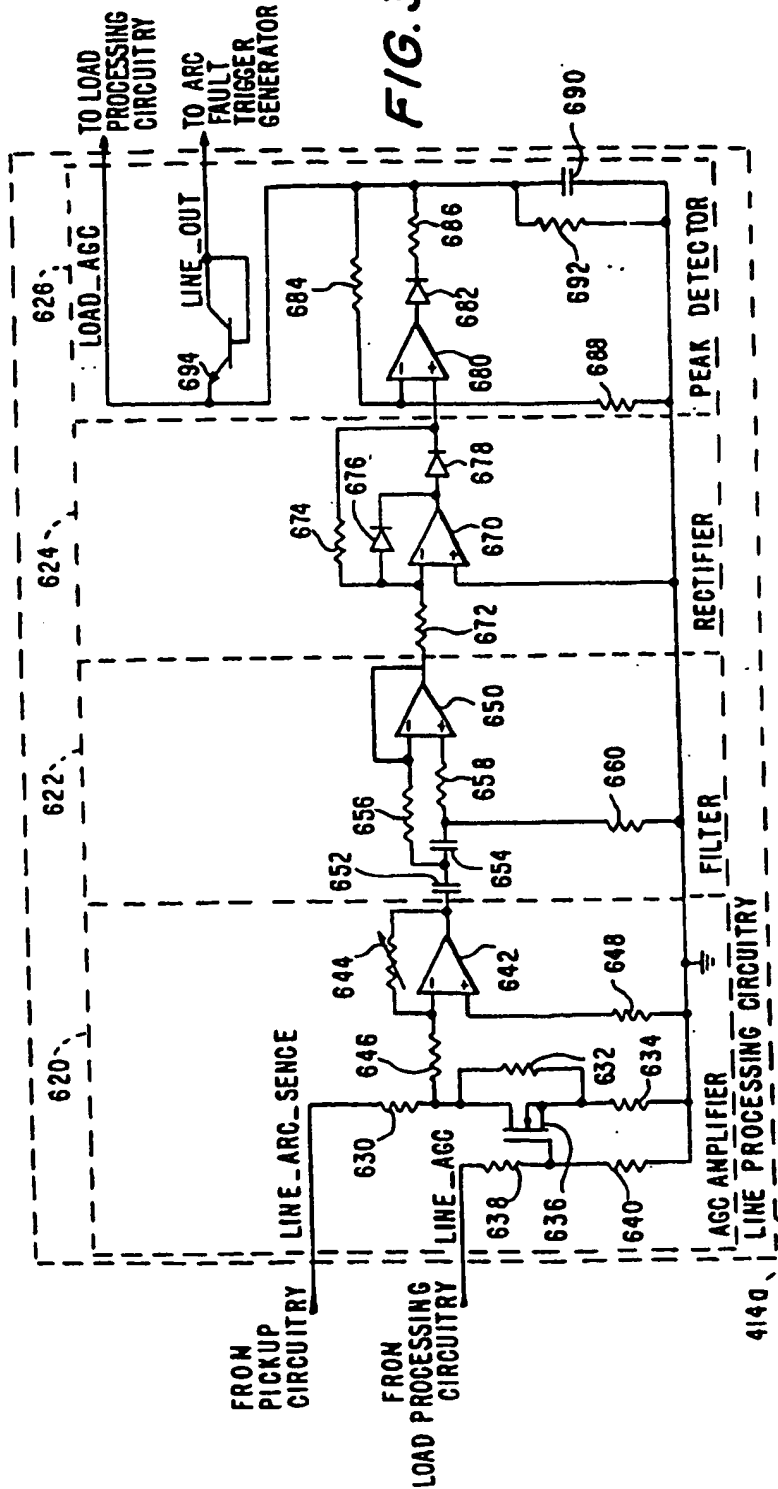 FROM
PICKUP
CIRCUITRY
FROM
LOAD PROCESSING
CIRCUITRY
LINE_ARC_SENCE
LINE_AGC
620
622
624
626
630
632
634
636
638
640
642
644
646
648
AGC AMPLIFIER
650
652
654
656
658
660
FILTER
670
672
674
676
678
RECTIFIER
680
682
684
686
688
690
692
694
PEAK DETECTOR
LOAD_AGC
LINE_OUT
TO LOAD
PROCESSING
CIRCUITRY
TO ARC
FAULT
TRIGGER
GENERATOR
LINE PROCESSING CIRCUITRY
414a
FIG.